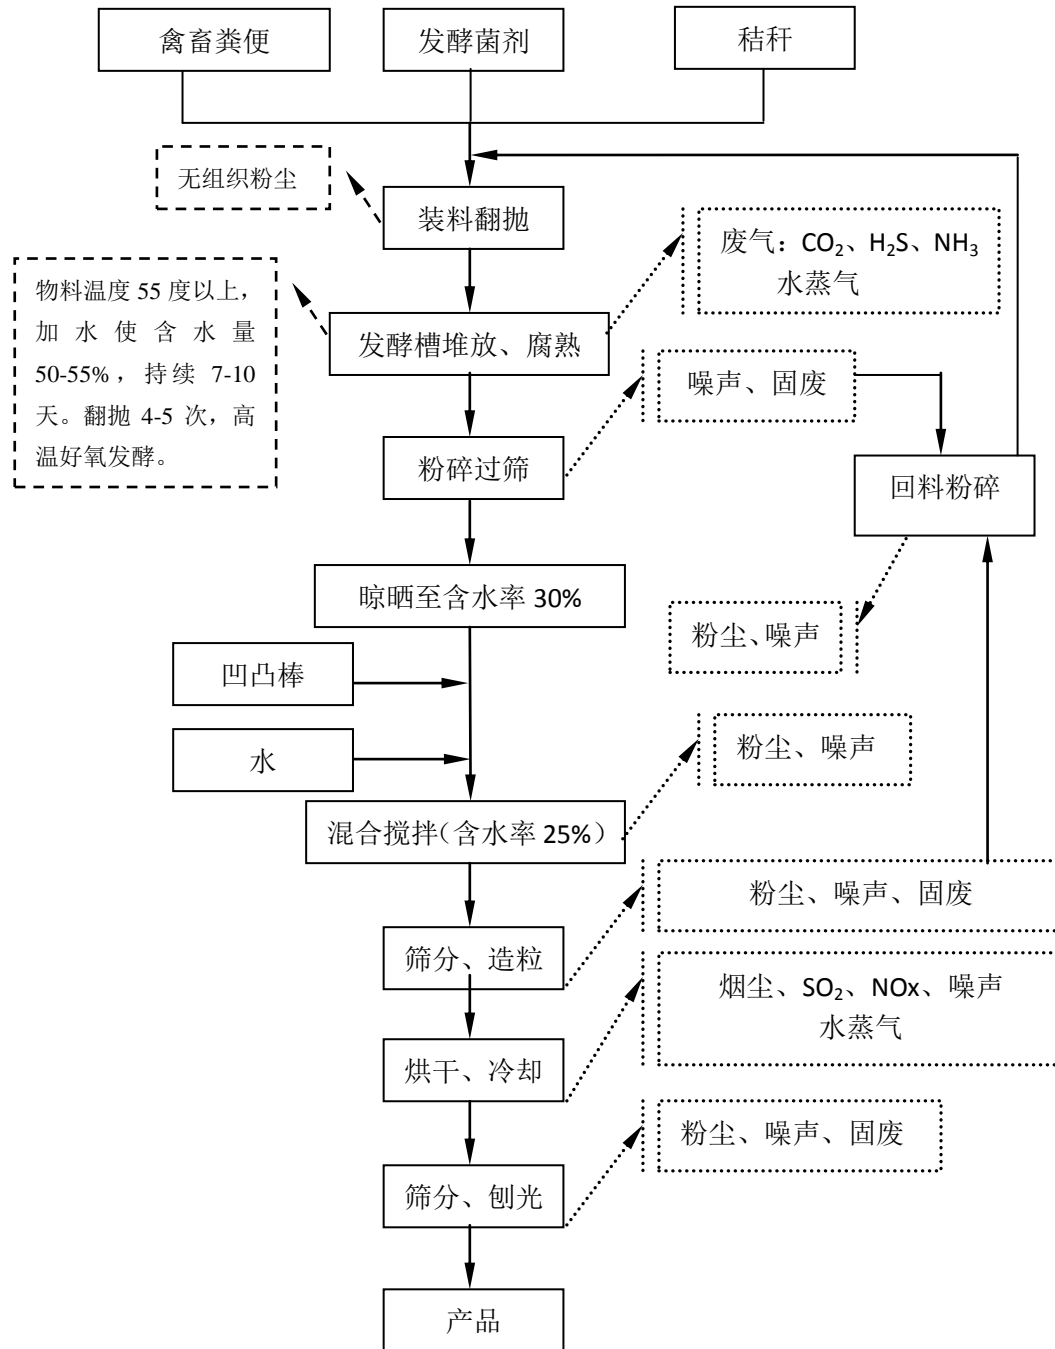 禽畜粪便
发酵菌剂
秸秆
无组织粉尘
装料翻抛
废气：CO₂、H₂S、NH₃
水蒸气
物料温度 55 度以上，
加水使含水量
50-55%，持续 7-10
天。翻抛 4-5 次，高
温好氧发酵。
发酵槽堆放、腐熟
噪声、固废
粉碎过筛
回料粉碎
晾晒至含水率 30%
粉尘、噪声
凹凸棒
水
粉尘、噪声
混合搅拌（含水率 25%）
粉尘、噪声、固废
筛分、造粒
烟尘、SO₂、NOx、噪声
水蒸气
烘干、冷却
粉尘、噪声、固废
筛分、刨光
产品